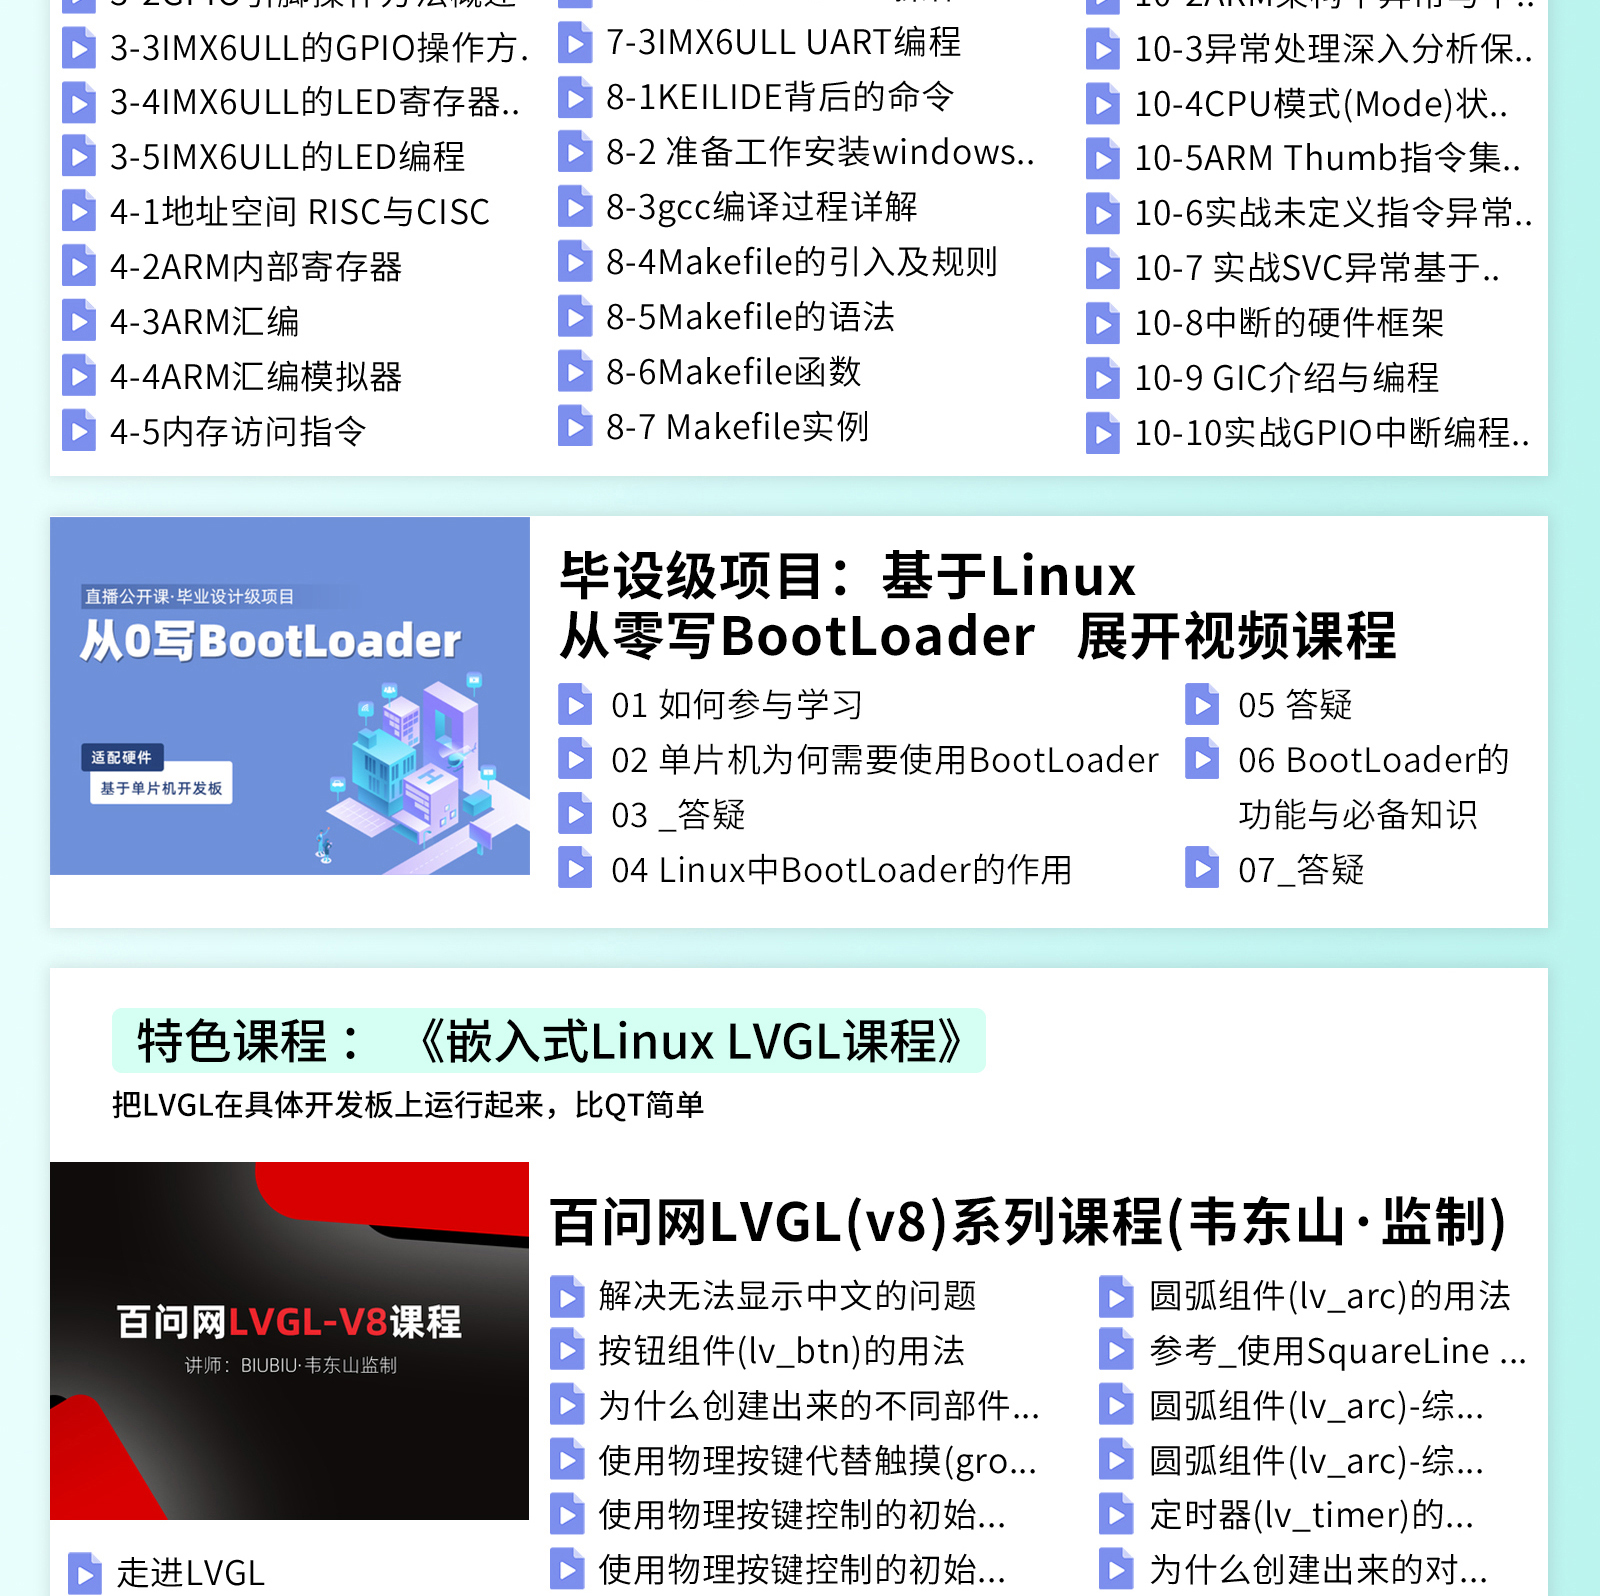 3-3IMX6ULL的GPIO操作方.
3-4IMX6ULL的LED寄存器..
3-5IMX6ULL的LED编程
4-1地址空间 RISC与CISC
4-2ARM内部寄存器
4-3ARM汇编
4-4ARM汇编模拟器
4-5内存访问指令
7-3IMX6ULL UART编程
8-1KEILIDE背后的命令
8-2 准备工作安装windows..
8-3gcc编译过程详解
8-4Makefile的引入及规则
8-5Makefile的语法
8-6Makefile函数
8-7 Makefile实例
10-3异常处理深入分析保..
10-4CPU模式(Mode)状..
10-5ARM Thumb指令集..
10-6实战未定义指令异常..
10-7 实战SVC异常基于..
10-8中断的硬件框架
10-9 GIC介绍与编程
10-10实战GPIO中断编程..
直播公开课·毕业设计级项目
从0写BootLoader
适配硬件
基于单片机开发板
毕设级项目：基于Linux
从零写BootLoader 展开视频课程
01 如何参与学习
02 单片机为何需要使用BootLoader
03 _答疑
04 Linux中BootLoader的作用
05 答疑
06 BootLoader的
功能与必备知识
07_答疑
特色课程： 《嵌入式Linux LVGL课程》
把LVGL在具体开发板上运行起来，比QT简单
百问网LVGL-V8课程
讲师：BIUBIU·韦东山监制
走进LVGL
百问网LVGL(v8)系列课程(韦东山·监制)
解决无法显示中文的问题
按钮组件(lv_btn)的用法
为什么创建出来的不同部件...
使用物理按键代替触摸(gro...
使用物理按键控制的初始...
使用物理按键控制的初始...
圆弧组件(lv_arc)的用法
参考_使用SquareLine ...
圆弧组件(lv_arc)-综...
圆弧组件(lv_arc)-综...
定时器(lv_timer)的...
为什么创建出来的对...